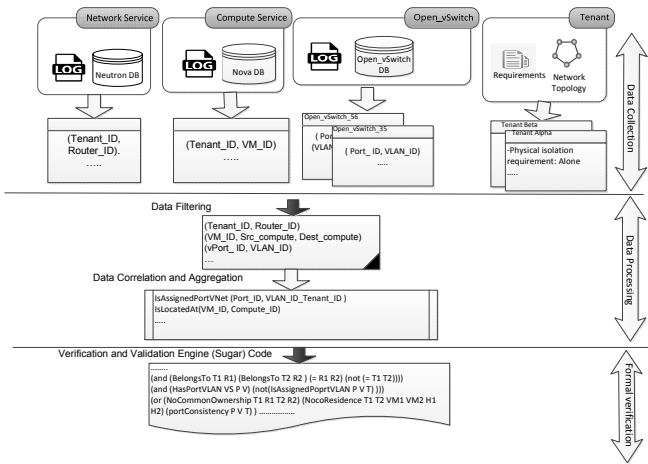 Network Service
Compute Service
Open_vSwitch
Tenant
LOG
Neutron DB
LOG
Nova DB
LOG
Open_vSwitch
DB
Requirements
Network
Topology
(Tenant_ID,
Router_ID).
.....
(Tenant_ID, VM_ID)
.....
Open_vSwitch_56
( Por
(VLAN
Open_vSwitch_35
( Port_ ID, VLAN_ID)
.....
Tenant Beta
Tenant Alpha
-Physical isolation
requirement: Alone
.....
Data Collection
Data Filtering
(Tenant_ID, Router_ID)
(VM_ID, Src_compute, Dest_compute)
(vPort_ ID, VLAN_ID)
...
Data Correlation and Aggregation
IsAssignedPortVNet (Port_ID, VLAN_ID_Tenant_ID )
IsLocatedAt(VM_ID, Compute_ID)
.....
Data Processing
Verification and Validation Engine (Sugar) Code
........
(and (BelongsTo T1 R1) (BelongsTo T2 R2 ) (= R1 R2) (not (= T1 T2))))
(and (HasPortVLAN VS P V) (not(IsAssignedPoprtVLAN P V T) )))
(or (NoCommonOwnership T1 R1 T2 R2) (NocoResidence T1 T2 VM1 VM2 H1
H2) (portConsistency P V T) ) .................
Formal verification